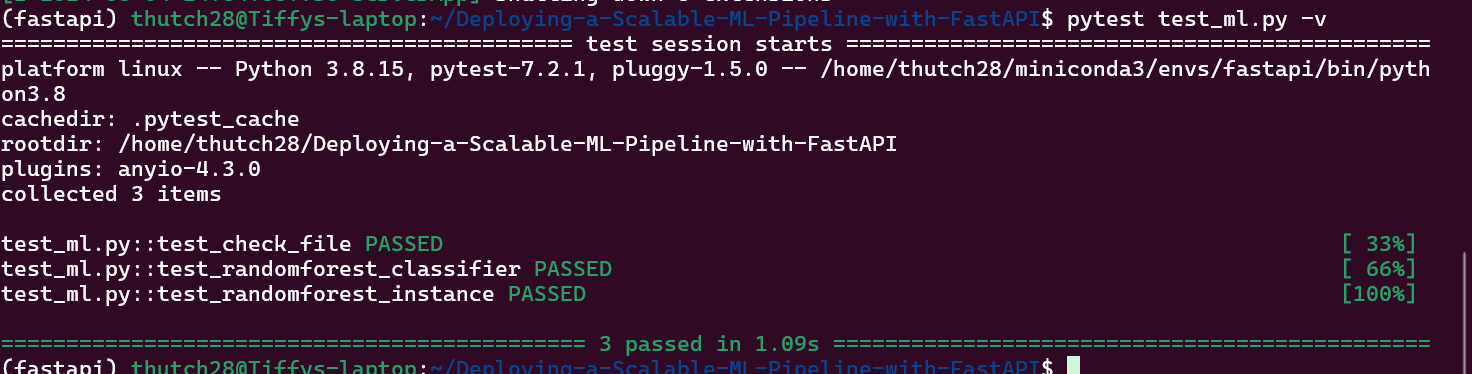 (fastapi) thutch28@Tiffys-laptop:~/Deploying-a-Scalable-ML-Pipeline-with-FastAPI$ pytest test_ml.py -v
============================================ test session starts =============================================
platform linux -- Python 3.8.15, pytest-7.2.1, pluggy-1.5.0 -- /home/thutch28/miniconda3/envs/fastapi/bin/pyth
on3.8
cachedir: .pytest_cache
rootdir: /home/thutch28/Deploying-a-Scalable-ML-Pipeline-with-FastAPI
plugins: anyio-4.3.0
collected 3 items
test_ml.py::test_check_file PASSED [ 33%]
test_ml.py::test_randomforest_classifier PASSED [ 66%]
test_ml.py::test_randomforest_instance PASSED [100%]
============================================= 3 passed in 1.09s ==============================================
(fastapi) thutch28@Tiffys-laptop:~/Deploying-a-Scalable-ML-Pipeline-with-FastAPI$